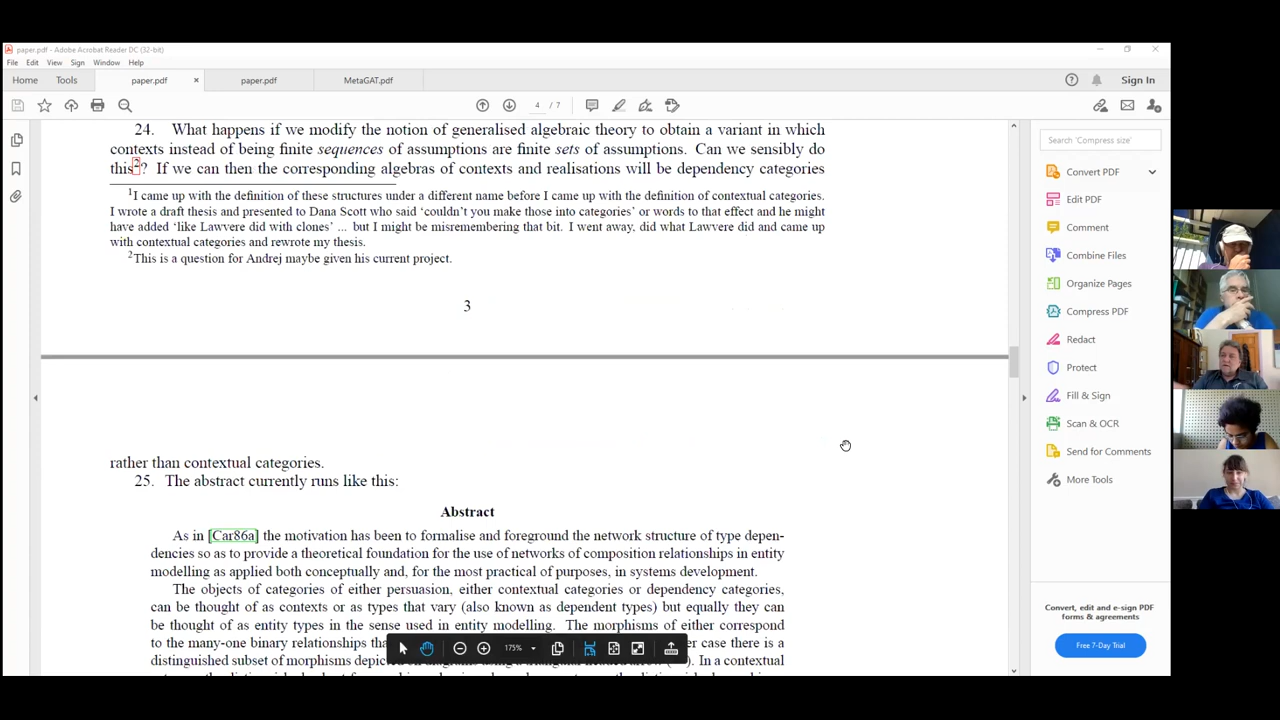 paper.pdf - Adobe Acrobat Reader DC (32-bit)
File Edit View Sign Window Help
Home Tools paper.pdf × paper.pdf MetaGAT.pdf Sign In
4 / 7
24. What happens if we modify the notion of generalised algebraic theory to obtain a variant in which
contexts instead of being finite sequences of assumptions are finite sets of assumptions. Can we sensibly do
this2? If we can then the corresponding algebras of contexts and realisations will be dependency categories
1I came up with the definition of these structures under a different name before I came up with the definition of contextual categories.
I wrote a draft thesis and presented to Dana Scott who said ‘couldn’t you make those into categories’ or words to that effect and he might
have added ‘like Lawvere did with clones’ ... but I might be misremembering that bit. I went away, did what Lawvere did and came up
with contextual categories and rewrote my thesis.
2This is a question for Andrej maybe given his current project.
3
rather than contextual categories.
25. The abstract currently runs like this:
Abstract
As in [Car86a] the motivation has been to formalise and foreground the network structure of type depen-
dencies so as to provide a theoretical foundation for the use of networks of composition relationships in entity
modelling as applied both conceptually and, for the most practical of purposes, in systems development.
The objects of categories of either persuasion, either contextual categories or dependency categories,
can be thought of as contexts or as types that vary (also known as dependent types) but equally they can
be thought of as entity types in the sense used in entity modelling. The morphisms of either correspond
to the many-one binary relationships tha er case there is a
distinguished subset of morphisms depic ). In a contextual
175%
Search 'Compress size'
Convert PDF
Edit PDF
Comment
Combine Files
Organize Pages
Compress PDF
Redact
Protect
Fill & Sign
Scan & OCR
Send for Comments
More Tools
Convert, edit and e-sign PDF
forms & agreements
Free 7-Day Trial